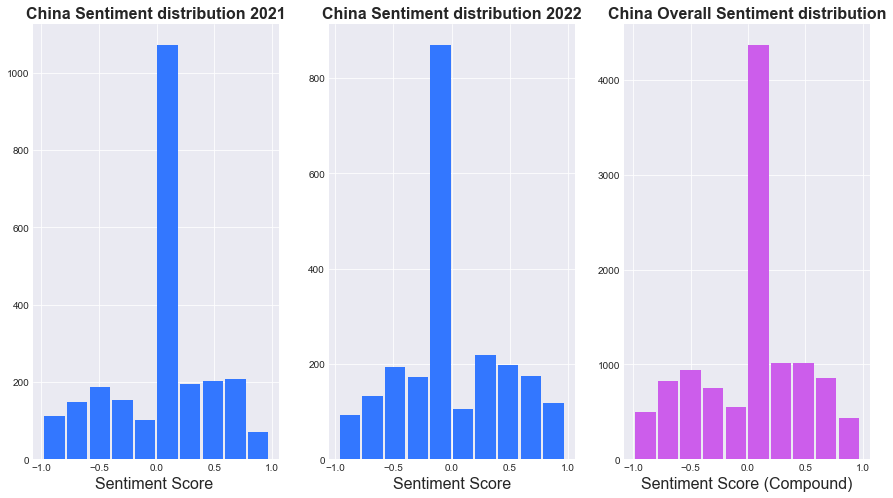 China Sentiment distribution 2021
1000
800
600
400
200
0
−1.0 −0.5 0.0 0.5 1.0
Sentiment Score
China Sentiment distribution 2022
800
600
400
200
0
−1.0 −0.5 0.0 0.5 1.0
Sentiment Score
China Overall Sentiment distribution
4000
3000
2000
1000
0
−1.0 −0.5 0.0 0.5 1.0
Sentiment Score (Compound)